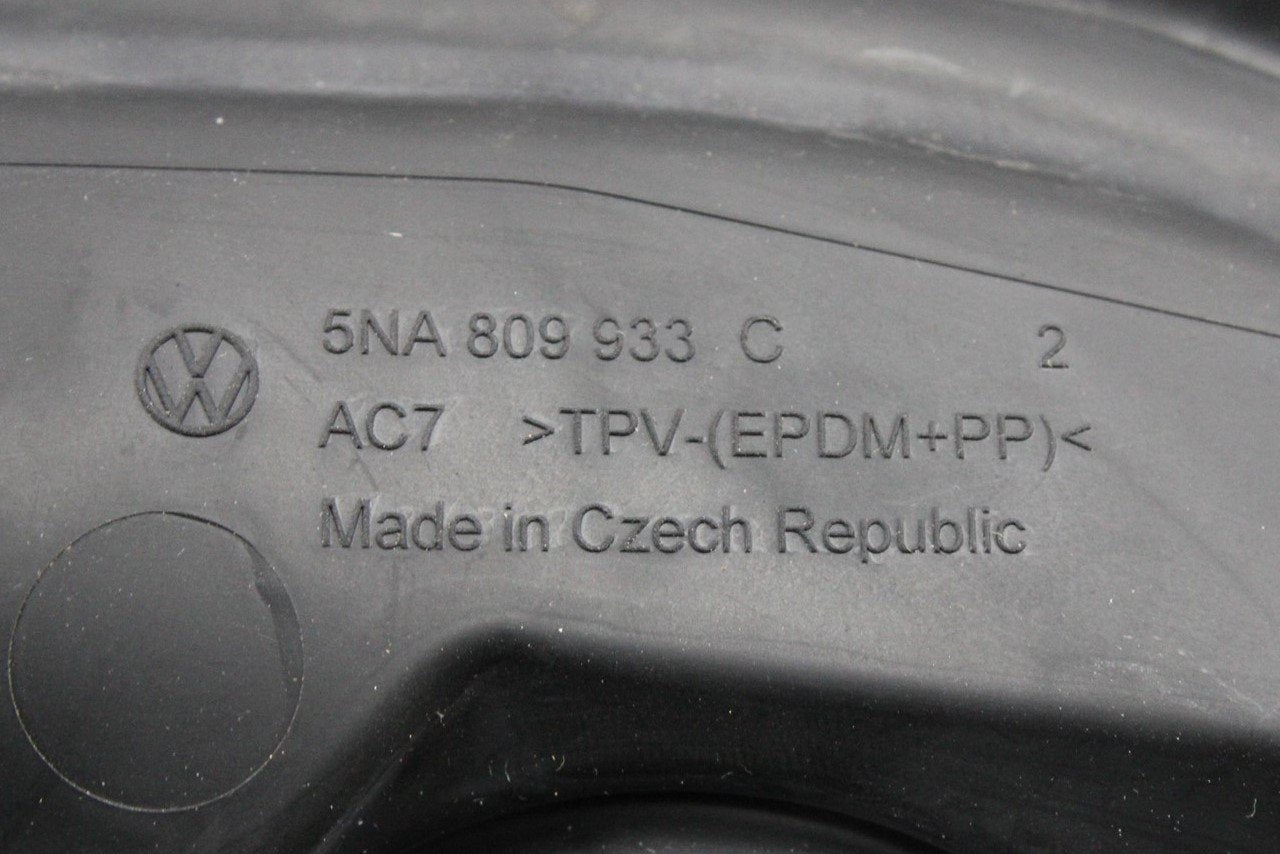 5NA 809 933 C 2
AC7 >TPV-(EPDM+PP)<
Made in Czech Republic